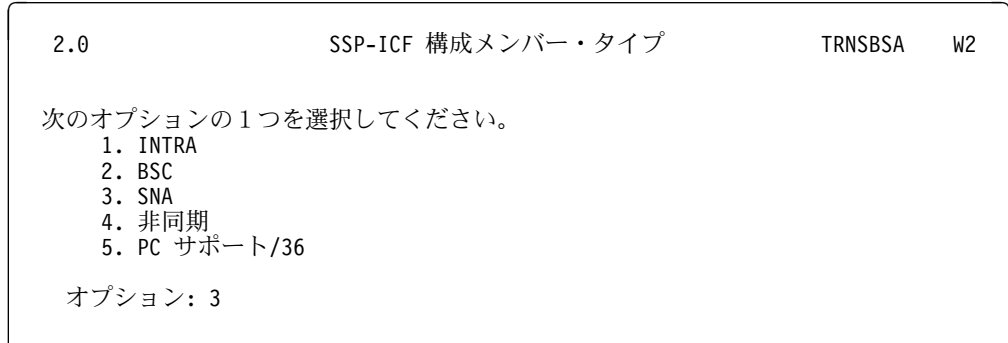 2.0 SSP-ICF 構成メンバー・タイプ TRNSBSA W2
次のオプションの１つを選択してください。
1. INTRA
2. BSC
3. SNA
4. 非同期
5. PC サポート/36
オプション: 3